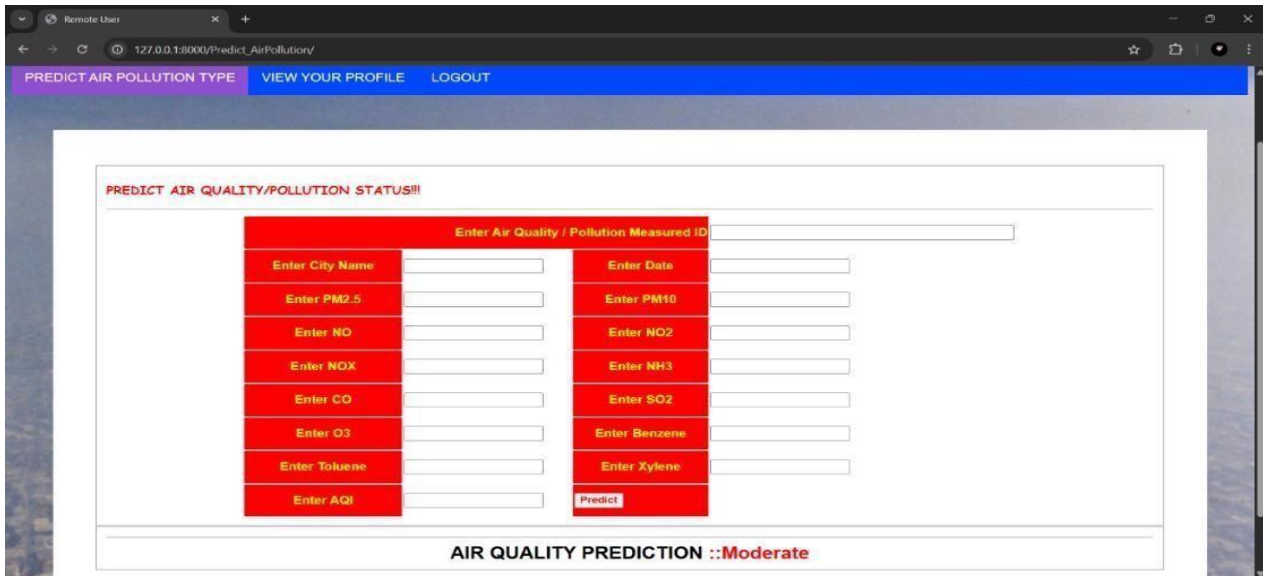 Remote User
127.0.0.1:8000/Predict_AirPollution/
PREDICT AIR POLLUTION TYPE VIEW YOUR PROFILE LOGOUT
PREDICT AIR QUALITY/POLLUTION STATUS!!!
Enter Air Quality / Pollution Measured ID
Enter City Name Enter Date
Enter PM2.5 Enter PM10
Enter NO Enter NO2
Enter NOX Enter NH3
Enter CO Enter SO2
Enter O3 Enter Benzene
Enter Toluene Enter Xylene
Enter AQI Predict
AIR QUALITY PREDICTION ::Moderate